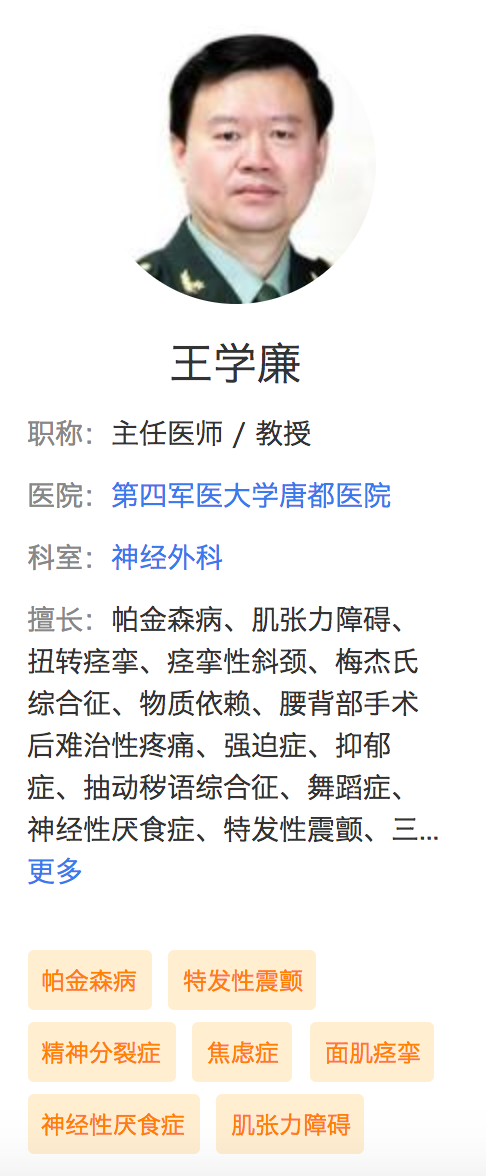 王学廉
职称：主任医师 / 教授
医院：第四军医大学唐都医院
科室：神经外科
擅长：帕金森病、肌张力障碍、
扭转痉挛、痉挛性斜颈、梅杰氏
综合征、物质依赖、腰背部手术
后难治性疼痛、强迫症、抑郁
症、抽动秽语综合征、舞蹈症、
神经性厌食症、特发性震颤、三...
更多
帕金森病 特发性震颤
精神分裂症 焦虑症 面肌痉挛
神经性厌食症 肌张力障碍